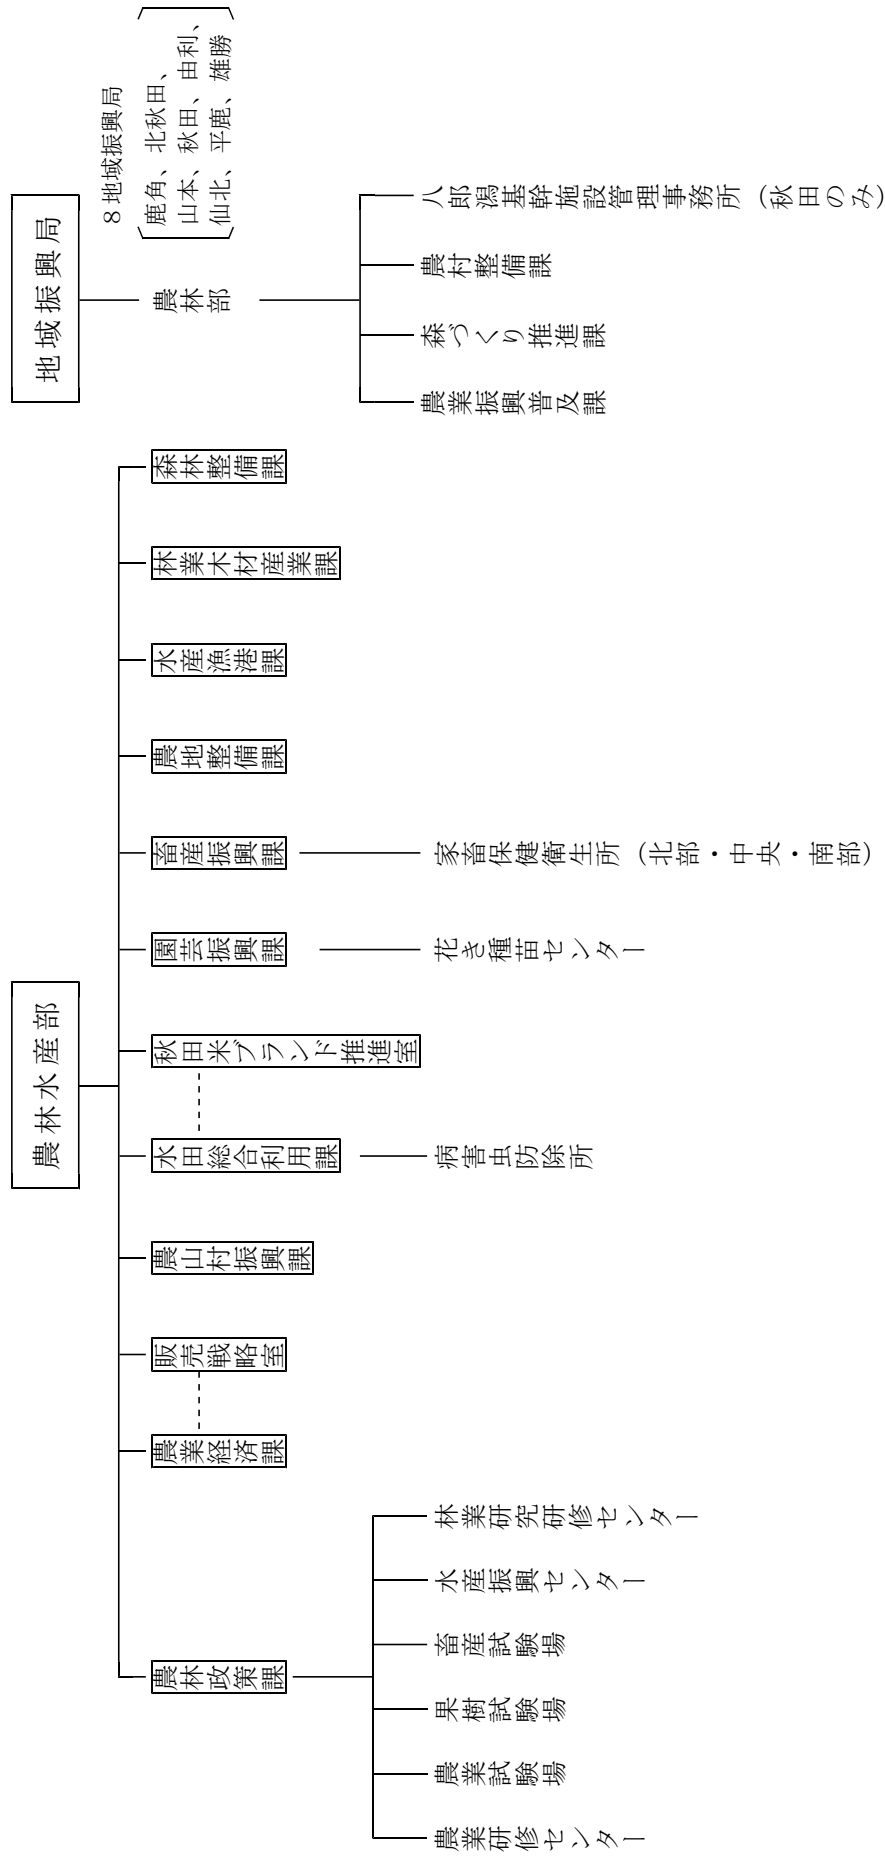 農林水産部
農林政策課
農業研修センター
農業試験場
果樹試験場
畜産試験場
水産振興センター
林業研究研修センター
農業経済課
販売戦略室
農山村振興課
水田総合利用課
病害虫防除所
秋田米ブランド推進室
園芸振興課
花き種苗センター
畜産振興課
家畜保健衛生所（北部・中央・南部）
農地整備課
水産漁港課
林業木材産業課
森林整備課
地域振興局
８地域振興局
鹿角、北秋田、
山本、秋田、由利、
仙北、平鹿、雄勝
農林部
農業振興普及課
森づくり推進課
農村整備課
八郎潟基幹施設管理事務所（秋田のみ）